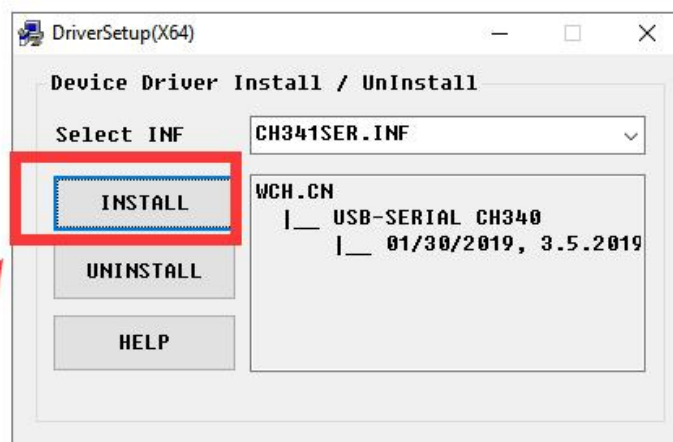 DriverSetup(X64)
Device Driver Install / UnInstall
Select INF
CH341SER.INF
INSTALL
UNINSTALL
HELP
WCH.CN
|__ USB-SERIAL CH340
|__ 01/30/2019, 3.5.2019